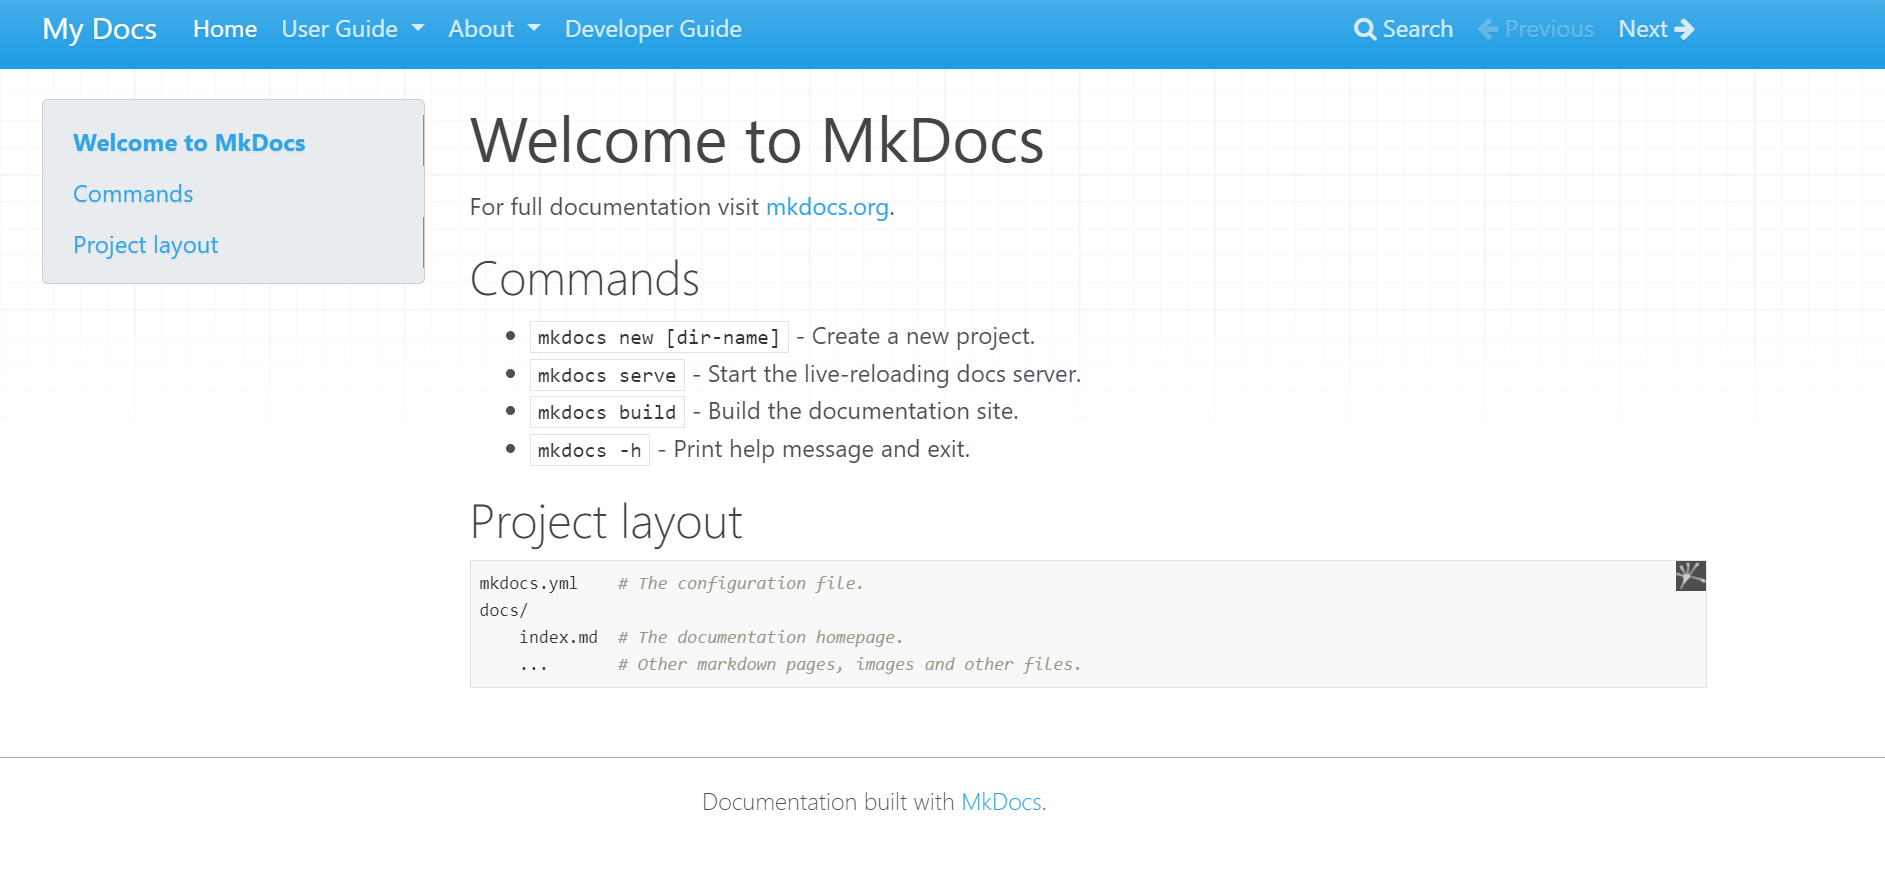 My Docs Home User Guide About Developer Guide Search Previous Next
Welcome to MkDocs
Commands
Project layout
Welcome to MkDocs
For full documentation visit mkdocs.org.
Commands
mkdocs new [dir-name] - Create a new project.
mkdocs serve - Start the live-reloading docs server.
mkdocs build - Build the documentation site.
mkdocs -h - Print help message and exit.
Project layout
mkdocs.yml    # The configuration file.
docs/
    index.md  # The documentation homepage.
    ...       # Other markdown pages, images and other files.
Documentation built with MkDocs.